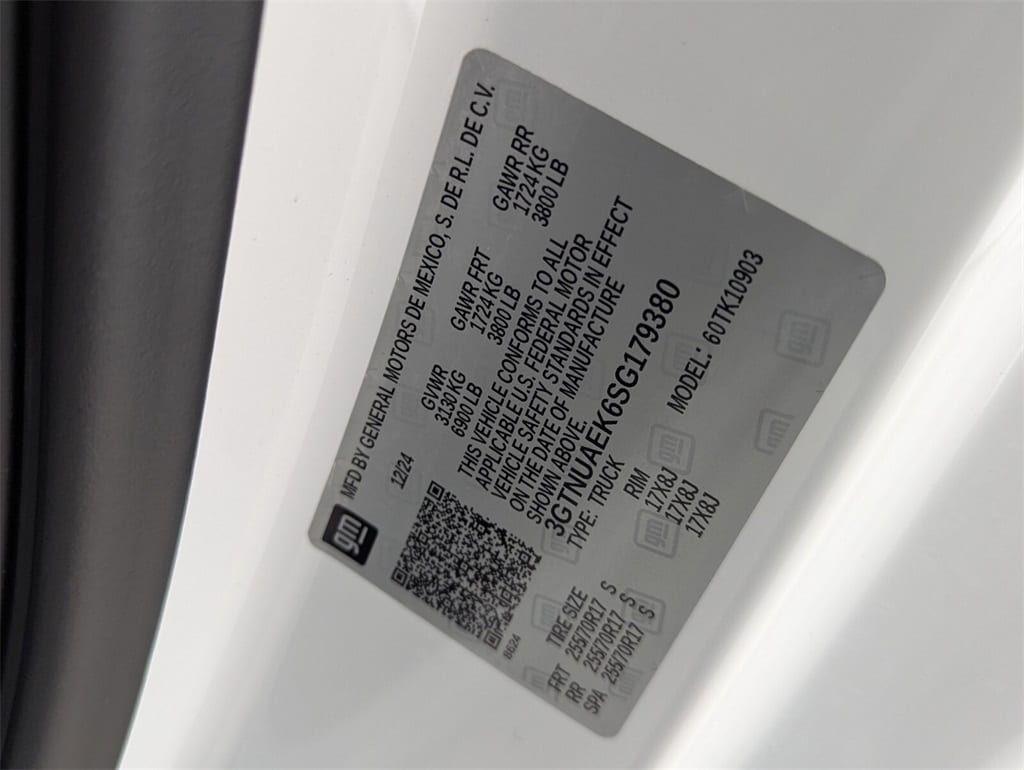 gm MFD BY GENERAL MOTORS DE MEXICO, S. DE R.L. DE C.V.
12/24
GVWR GAWR FRT GAWR RR
3130 KG 1724 KG 1724 KG
6900 LB 3800 LB 3800 LB
THIS VEHICLE CONFORMS TO ALL
APPLICABLE U.S. FEDERAL MOTOR
VEHICLE SAFETY STANDARDS IN EFFECT
ON THE DATE OF MANUFACTURE
SHOWN ABOVE.
3GTNUAEK6SG179380
TYPE: TRUCK MODEL: 60TK10903
8624
TIRE SIZE RIM
FRT 255/70R17 S 17X8J
RR 255/70R17 S 17X8J
SPA 255/70R17 S 17X8J